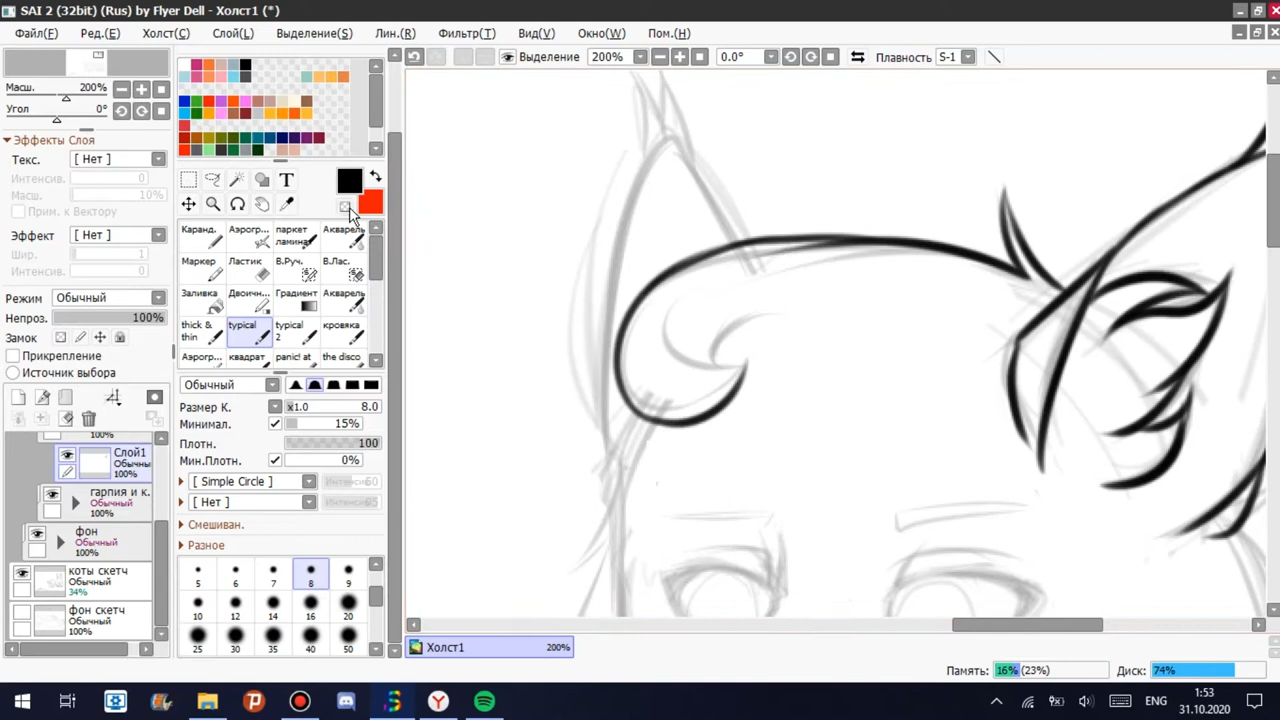 SAI 2 (32bit) (Rus) by Flyer Dell - Холст1 (*)
Файл(F) Ред.(E) Холст(C) Слой(L) Выделение(S) Лин.(R) Фильтр(T) Вид(V) Окно(W) Пом.(H)
Выделение 200% 0.0° Плавность S-1
Масш. 200%
Угол 0°
Эффекты Слоя
Текс. [ Нет ]
Интенсив. 0
Масш. 10%
Прим. к Вектору
Эффект [ Нет ]
Шир. 1
Интенсив.
Режим Обычный
Непроз. 100%
Замок
Прикрепление
Источник выбора
100%
Слой1
Обычны
100%
гарпия и к.
Обычный
100%
фон
Обычный
100%
коты скетч
Обычный
34%
фон скетч
Обычный
100%
T
Каранд. Аэрогр... паркет ламина Акварель
Маркер Ластик В.Руч. В.Лас.
Заливка Двоичн... Градиент Акварель
thick & thin typical typical 2 кровяка
Аэрогр... квадрат panic! at the disco
Обычный
Размер К. x1.0 8.0
Минимал. 15%
Плотн. 100
Мин.Плотн. 0%
[ Simple Circle ]
[ Нет ]
Смешиван.
Разное
5 6 7 8 9
10 12 14 16 20
25 30 35 40 50
Холст1 200%
Память: 16% (23%) Диск: 74%
ENG 1:53
31.10.2020